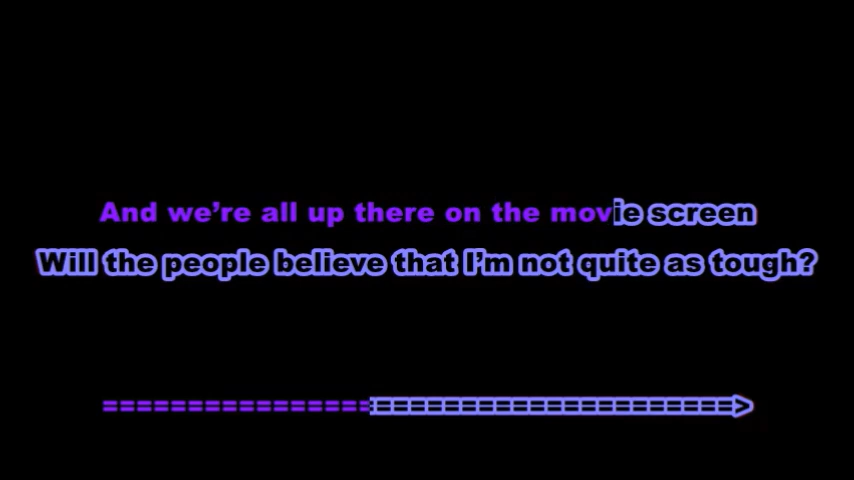 And we're all up there on the movie screen
Will the people believe that I'm not quite as tough?
======================================>